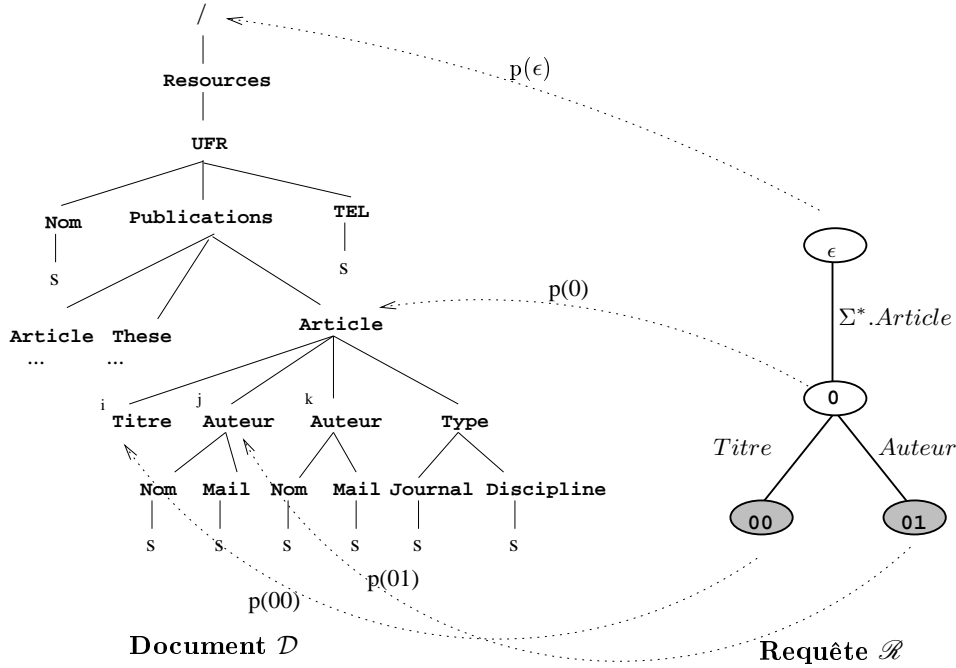 /
p(ϵ)
Resources
UFR
Nom Publications TEL
s s
ϵ
p(0)
Σ*.Article
Article These Article
... ...
0
i j k
Titre Auteur Auteur Type
Titre Auteur
Nom Mail Nom Mail Journal Discipline
s s s s s s
00 01
p(01)
p(00)
Document 𝒟
Requête ℛ